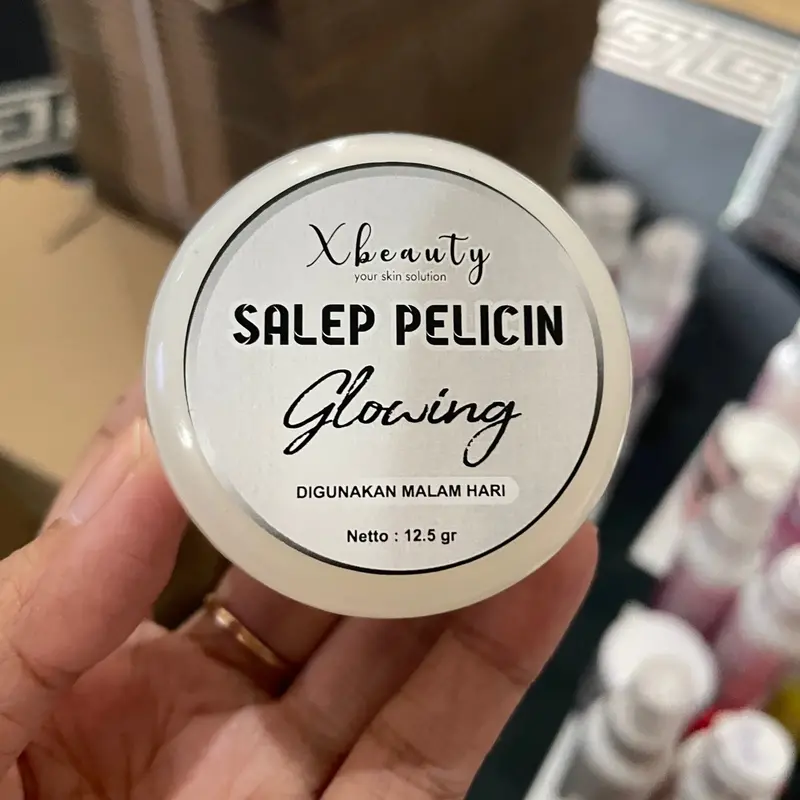 Xbeauty
your skin solution
SALEP PELICIN
Glowing
DIGUNAKAN MALAM HARI
Netto : 12.5 gr